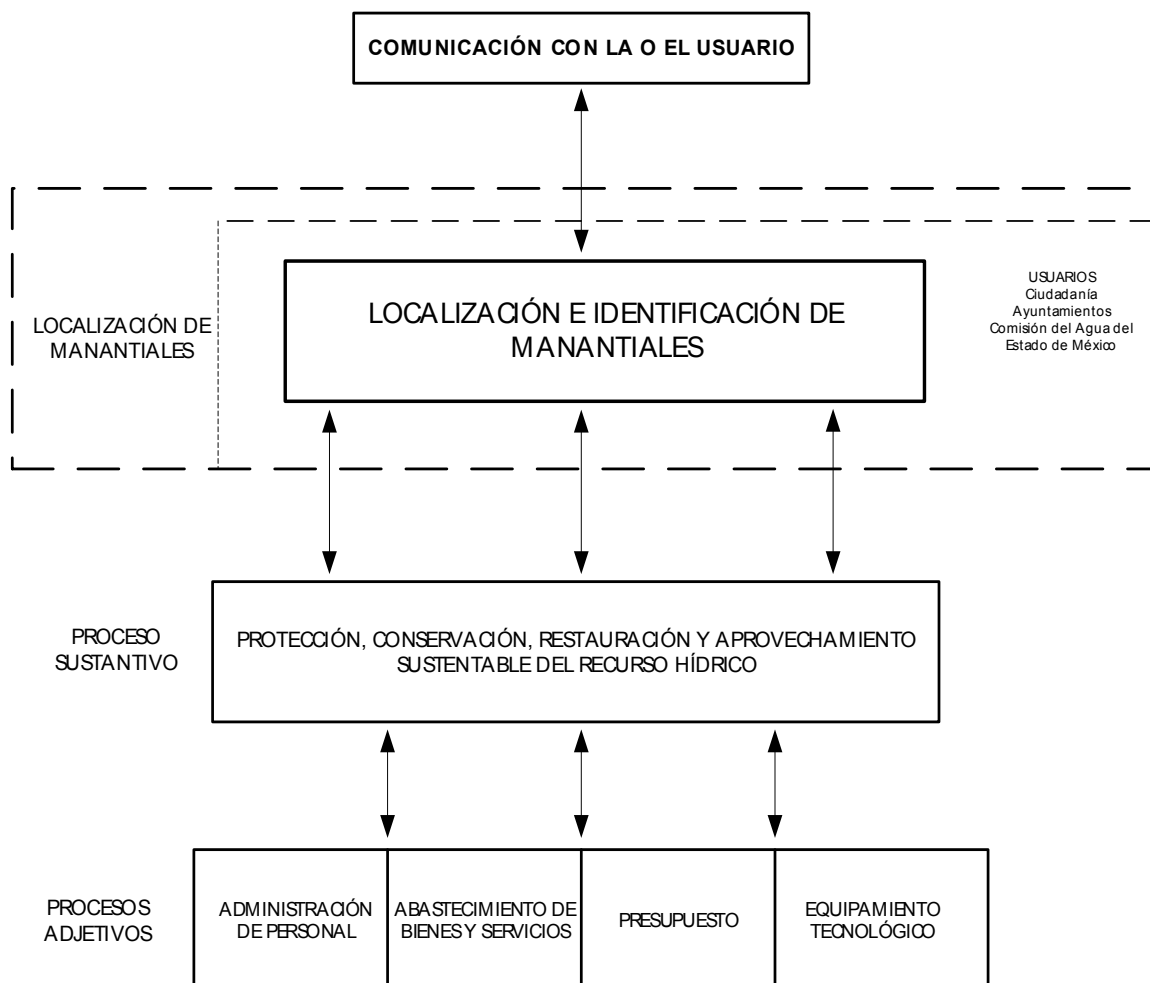 COMUNICACIÓN CON LA O EL USUARIO
LOCALIZACIÓN DE
MANANTIALES
LOCALIZACIÓN E IDENTIFICACIÓN DE
MANANTIALES
USUARIOS
Ciudadanía
Ayuntamientos
Comisión del Agua del
Estado de México
PROCESO
SUSTANTIVO
PROTECCIÓN, CONSERVACIÓN, RESTAURACIÓN Y APROVECHAMIENTO
SUSTENTABLE DEL RECURSO HÍDRICO
PROCESOS
ADJETIVOS
ADMINISTRACIÓN
DE PERSONAL
ABASTECIMIENTO DE
BIENES Y SERVICIOS
PRESUPUESTO
EQUIPAMIENTO
TECNOLÓGICO